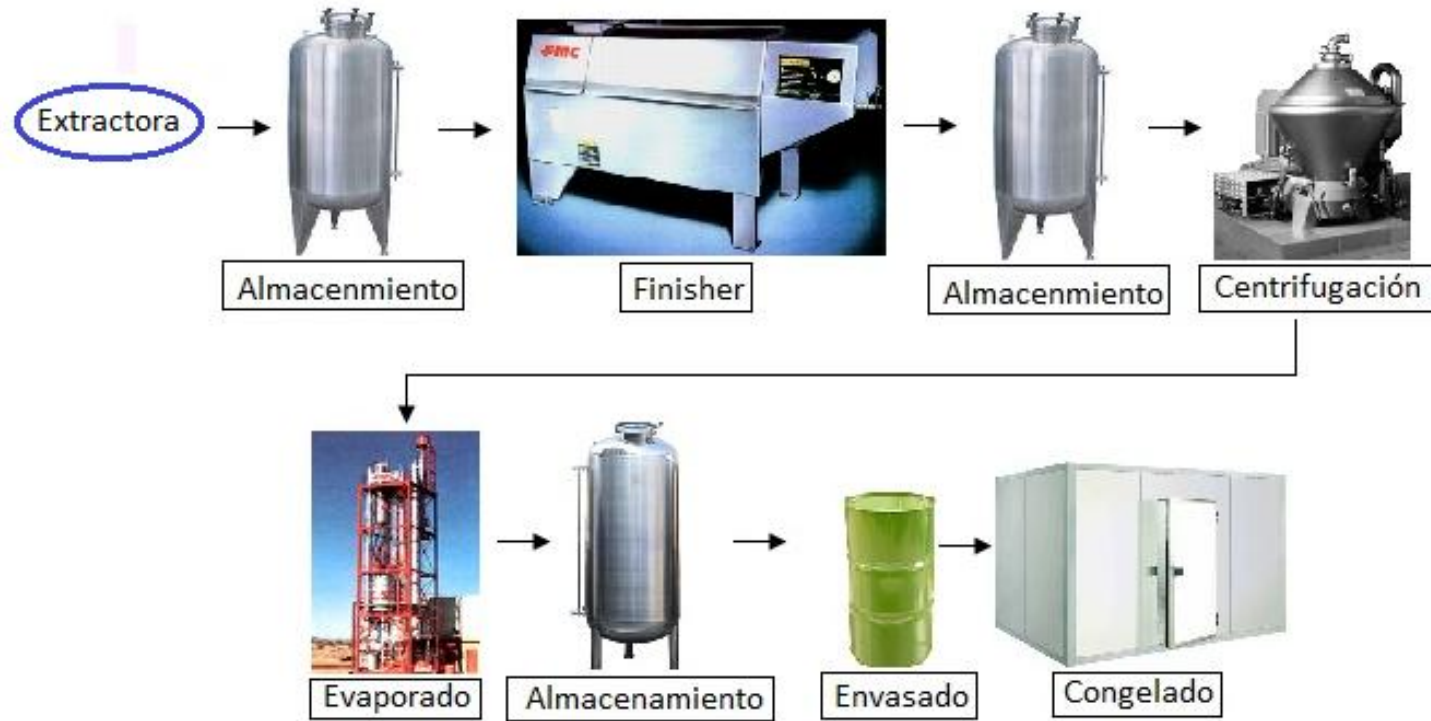 Extractora
FMC
Almacenmiento
Finisher
Almacenmiento
Centrifugación
Evaporado
Almacenamiento
Envasado
Congelado